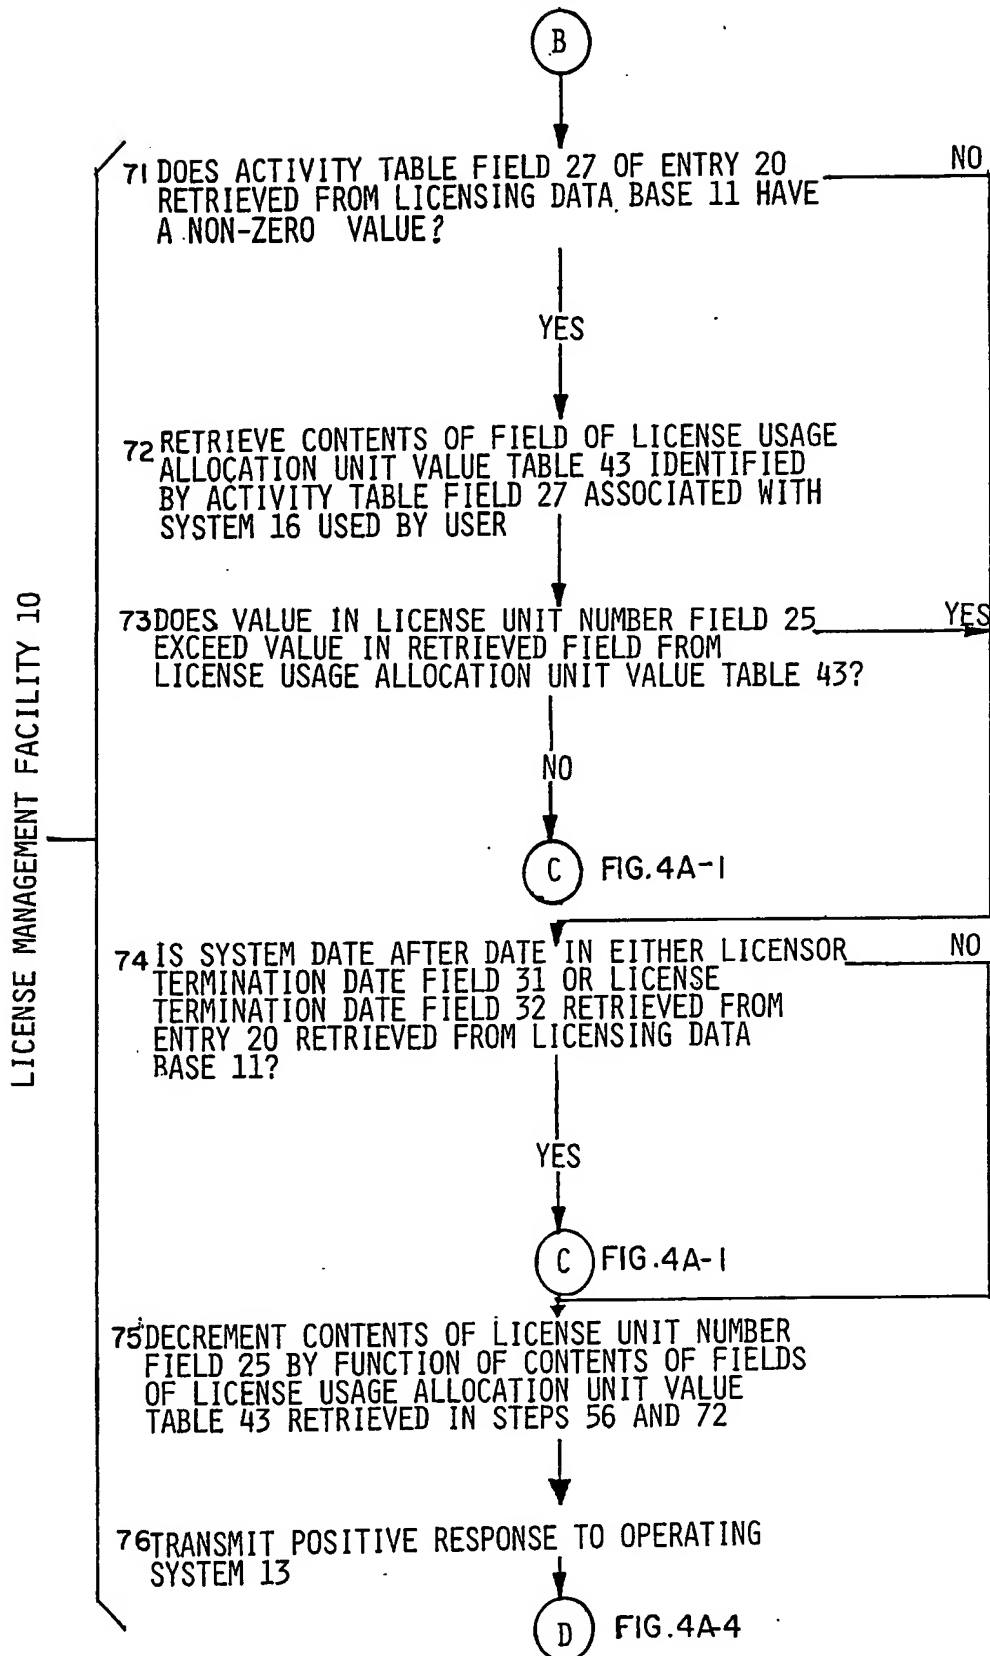 B
71 DOES ACTIVITY TABLE FIELD 27 OF ENTRY 20
RETRIEVED FROM LICENSING DATA BASE 11 HAVE
A NON-ZERO VALUE?
NO
YES
72 RETRIEVE CONTENTS OF FIELD OF LICENSE USAGE
ALLOCATION UNIT VALUE TABLE 43 IDENTIFIED
BY ACTIVITY TABLE FIELD 27 ASSOCIATED WITH
SYSTEM 16 USED BY USER
73 DOES VALUE IN LICENSE UNIT NUMBER FIELD 25
EXCEED VALUE IN RETRIEVED FIELD FROM
LICENSE USAGE ALLOCATION UNIT VALUE TABLE 43?
YES
NO
C FIG.4A-1
LICENSE MANAGEMENT FACILITY 10
74 IS SYSTEM DATE AFTER DATE IN EITHER LICENSOR
TERMINATION DATE FIELD 31 OR LICENSE
TERMINATION DATE FIELD 32 RETRIEVED FROM
ENTRY 20 RETRIEVED FROM LICENSING DATA
BASE 11?
NO
YES
C FIG.4A-1
75 DECREMENT CONTENTS OF LICENSE UNIT NUMBER
FIELD 25 BY FUNCTION OF CONTENTS OF FIELDS
OF LICENSE USAGE ALLOCATION UNIT VALUE
TABLE 43 RETRIEVED IN STEPS 56 AND 72
76 TRANSMIT POSITIVE RESPONSE TO OPERATING
SYSTEM 13
D FIG.4A-4